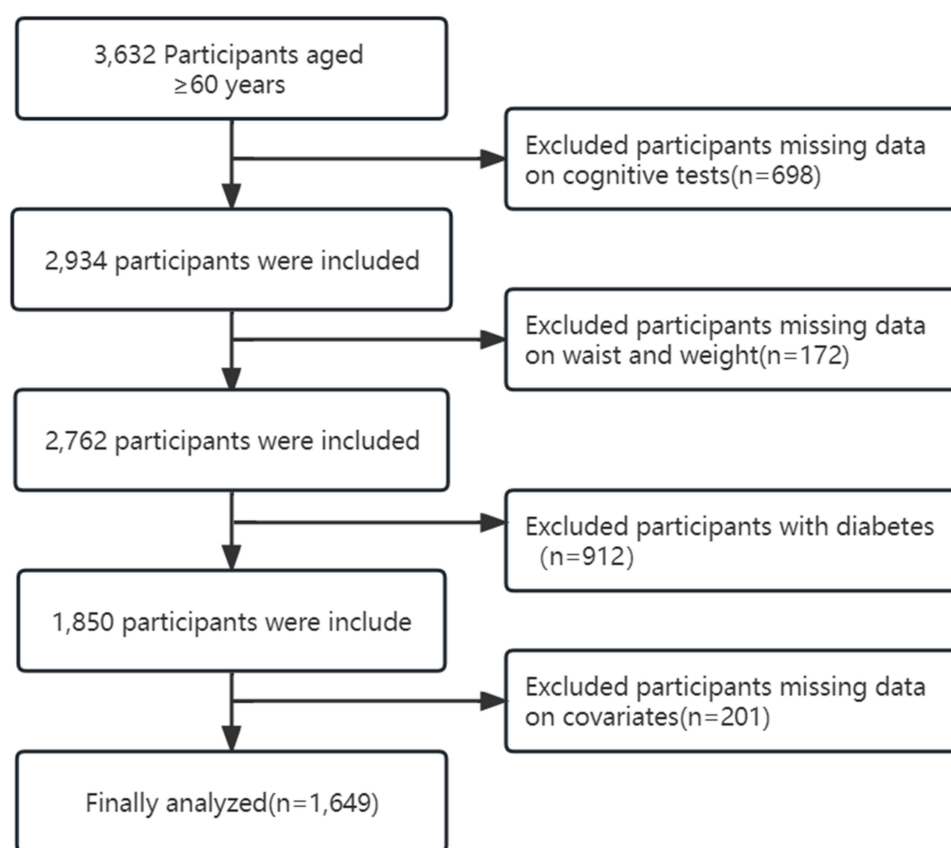 3,632 Participants aged
≥60 years
Excluded participants missing data
on cognitive tests(n=698)
2,934 participants were included
Excluded participants missing data
on waist and weight(n=172)
2,762 participants were included
Excluded participants with diabetes
(n=912)
1,850 participants were include
Excluded participants missing data
on covariates(n=201)
Finally analyzed(n=1,649)